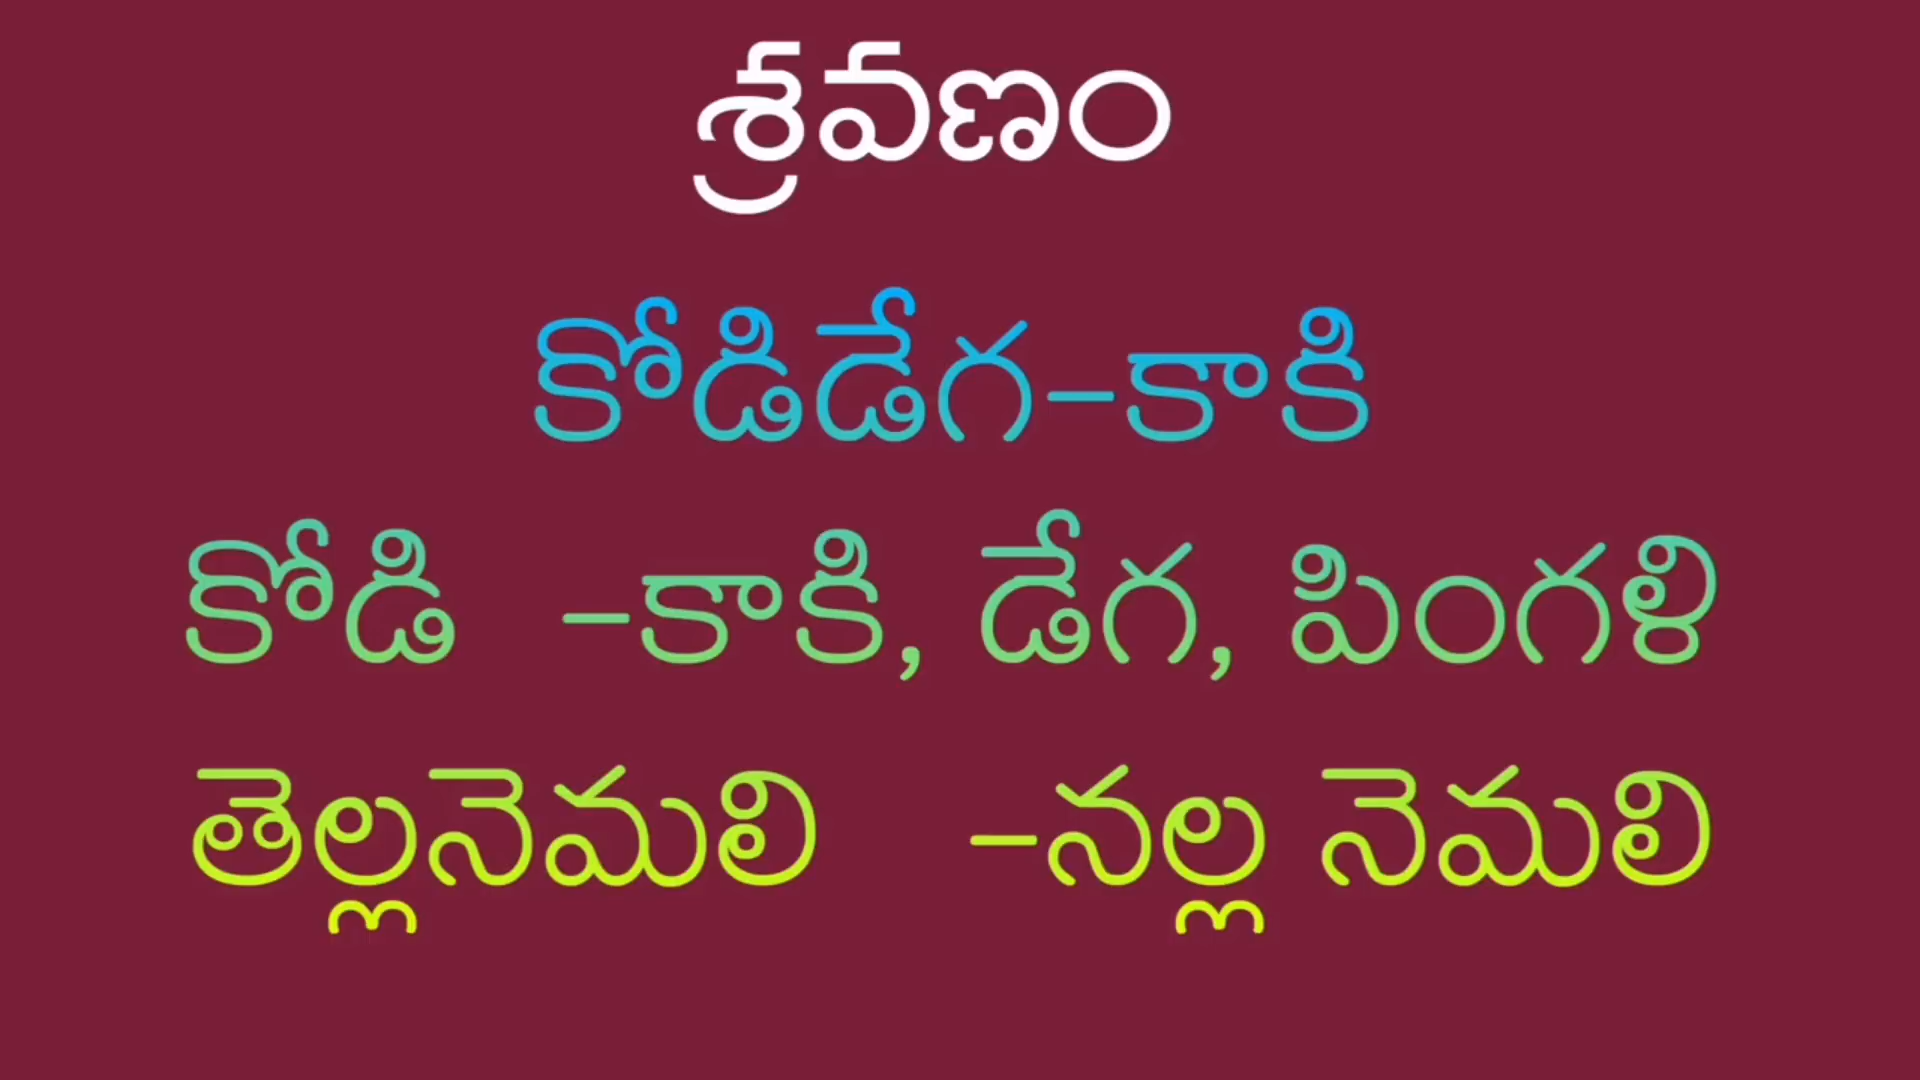 శ్రవణం
కోడిడేగ-కాకి
కోడి -కాకి, డేగ, పింగళి
తెల్లనెమలి -నల్ల నెమలి